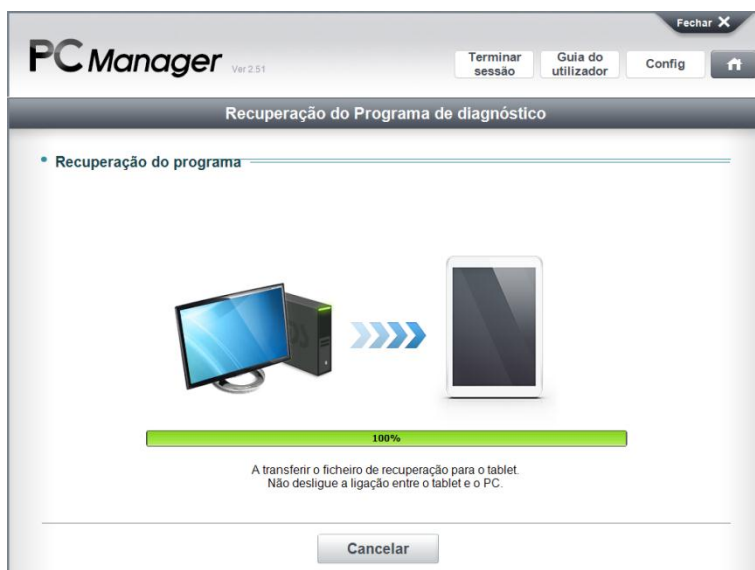 Fechar X
PC Manager Ver 2.51
Terminar sessão
Guia do utilizador
Config
Recuperação do Programa de diagnóstico
Recuperação do programa
100%
A transferir o ficheiro de recuperação para o tablet.
Não desligue a ligação entre o tablet e o PC.
Cancelar